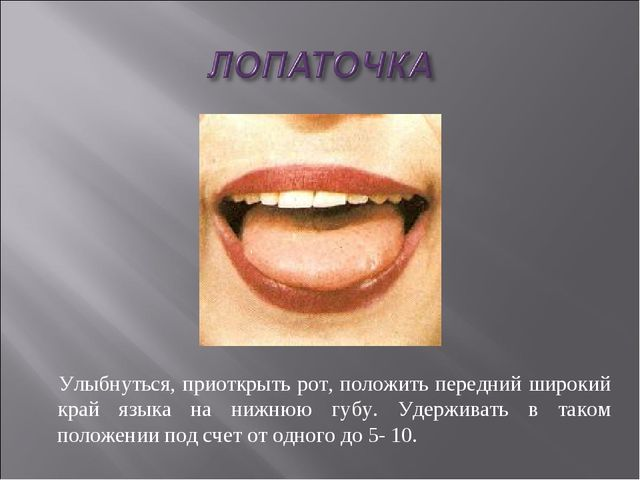 ЛОПАТОЧКА
Улыбнуться, приоткрыть рот, положить передний широкий
край языка на нижнюю губу. Удерживать в таком
положении под счет от одного до 5- 10.